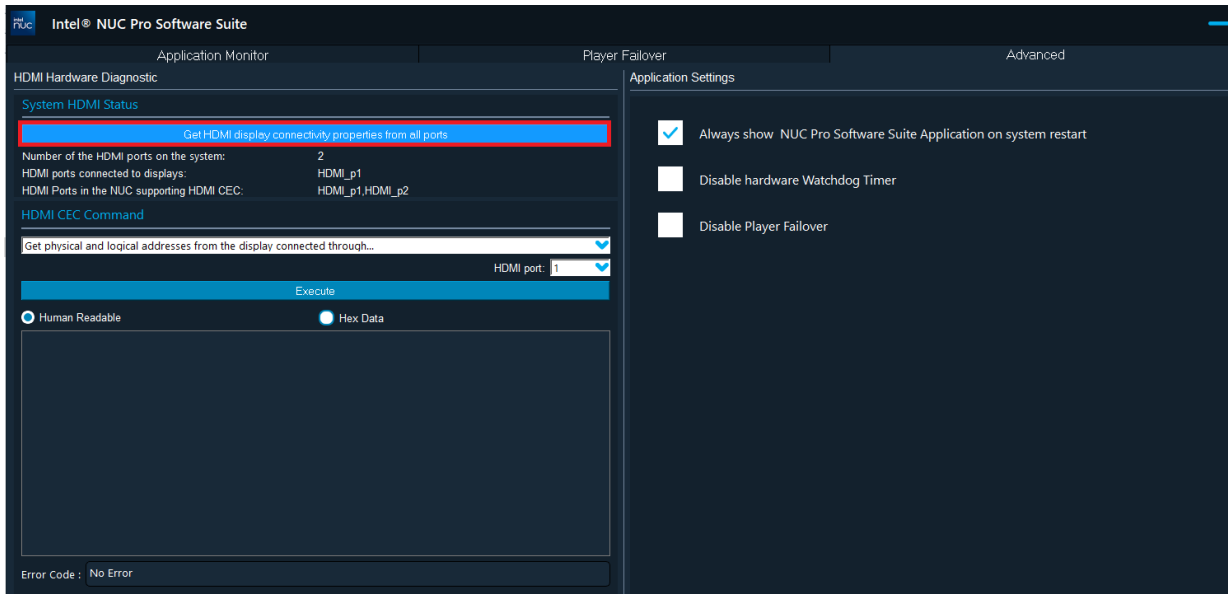 intel nuc
Intel® NUC Pro Software Suite
Application Monitor
Player Failover
Advanced
HDMI Hardware Diagnostic
System HDMI Status
Get HDMI display connectivity properties from all ports
Number of the HDMI ports on the system: 2
HDMI ports connected to displays: HDMI_p1
HDMI Ports in the NUC supporting HDMI CEC: HDMI_p1,HDMI_p2
HDMI CEC Command
Get physical and logical addresses from the display connected through...
HDMI port: 1
Execute
Human Readable
Hex Data
Error Code : No Error
Application Settings
Always show NUC Pro Software Suite Application on system restart
Disable hardware Watchdog Timer
Disable Player Failover